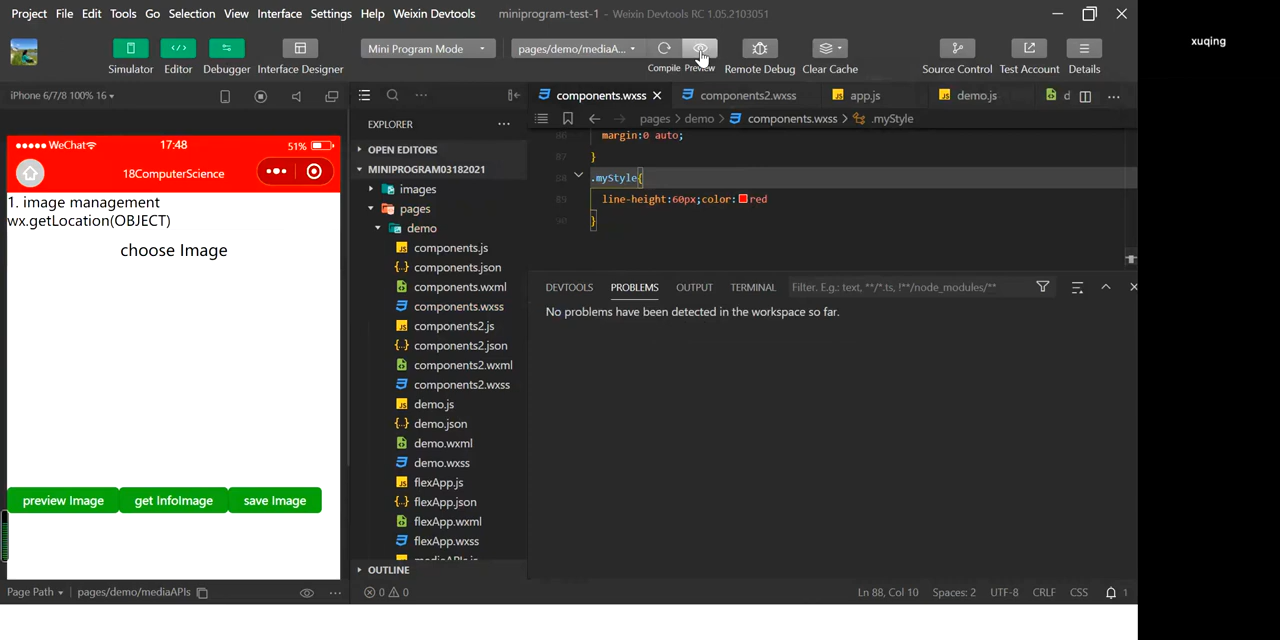 Project File Edit Tools Go Selection View Interface Settings Help Weixin Devtools miniprogram-test-1 - Weixin Devtools RC 1.05.2103051
xuqing
Mini Program Mode pages/demo/mediaA...
Simulator Editor Debugger Interface Designer Compile Preview Remote Debug Clear Cache Source Control Test Account Details
iPhone 6/7/8 100% 16
components.wxss components2.wxss app.js demo.js d
pages > demo > components.wxss > .myStyle
EXPLORER
OPEN EDITORS
MINIPROGRAM03182021
images
pages
demo
components.js
components.json
components.wxml
components.wxss
components2.js
components2.json
components2.wxml
components2.wxss
demo.js
demo.json
demo.wxml
demo.wxss
flexApp.js
flexApp.json
flexApp.wxml
flexApp.wxss
mediaAPIs.js
OUTLINE
WeChat 17:48 51%
18ComputerScience
1. image management
wx.getLocation(OBJECT)
choose Image
preview Image get InfoImage save Image
86 margin:0 auto;
87 }
88 .myStyle{
89 line-height:60px;color:red
90 }
DEVTOOLS PROBLEMS OUTPUT TERMINAL Filter. E.g.: text, **/*.ts, !**/node_modules/**
No problems have been detected in the workspace so far.
Page Path pages/demo/mediaAPIs 0 0 Ln 88, Col 10 Spaces: 2 UTF-8 CRLF CSS 1